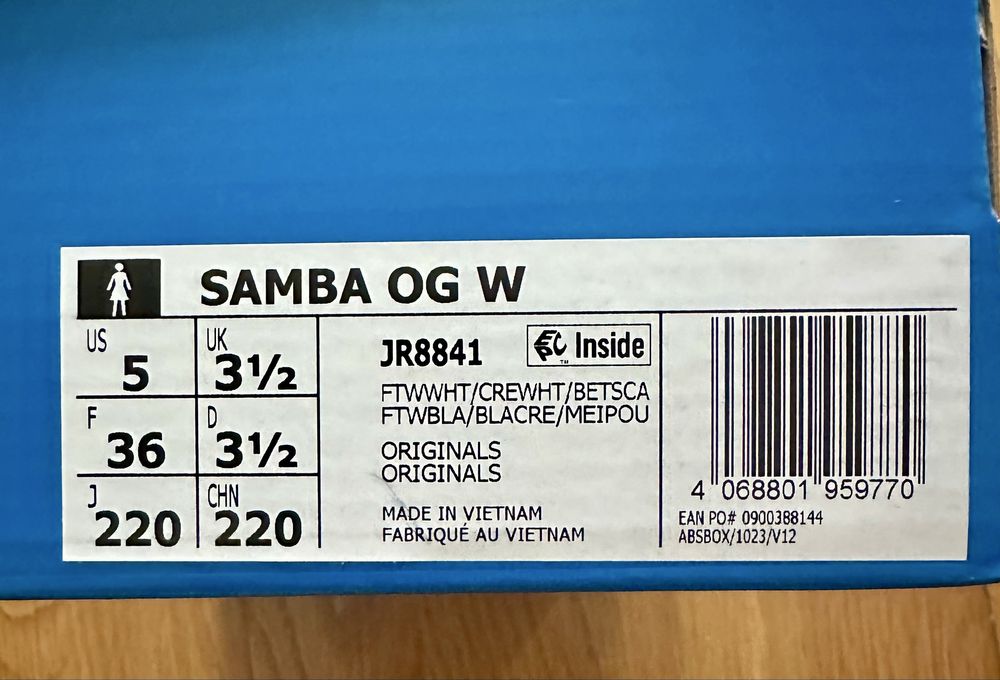 SAMBA OG W
US 5 UK 3½
F 36 D 3½
J 220 CHN 220
JR8841 EPC™ Inside
FTWWHT/CREWHT/BETSCA
FTWBLA/BLACRE/MEIPOU
ORIGINALS
ORIGINALS
MADE IN VIETNAM
FABRIQUÉ AU VIETNAM
4 068801 959770
EAN PO# 0900388144
ABSBOX/1023/V12